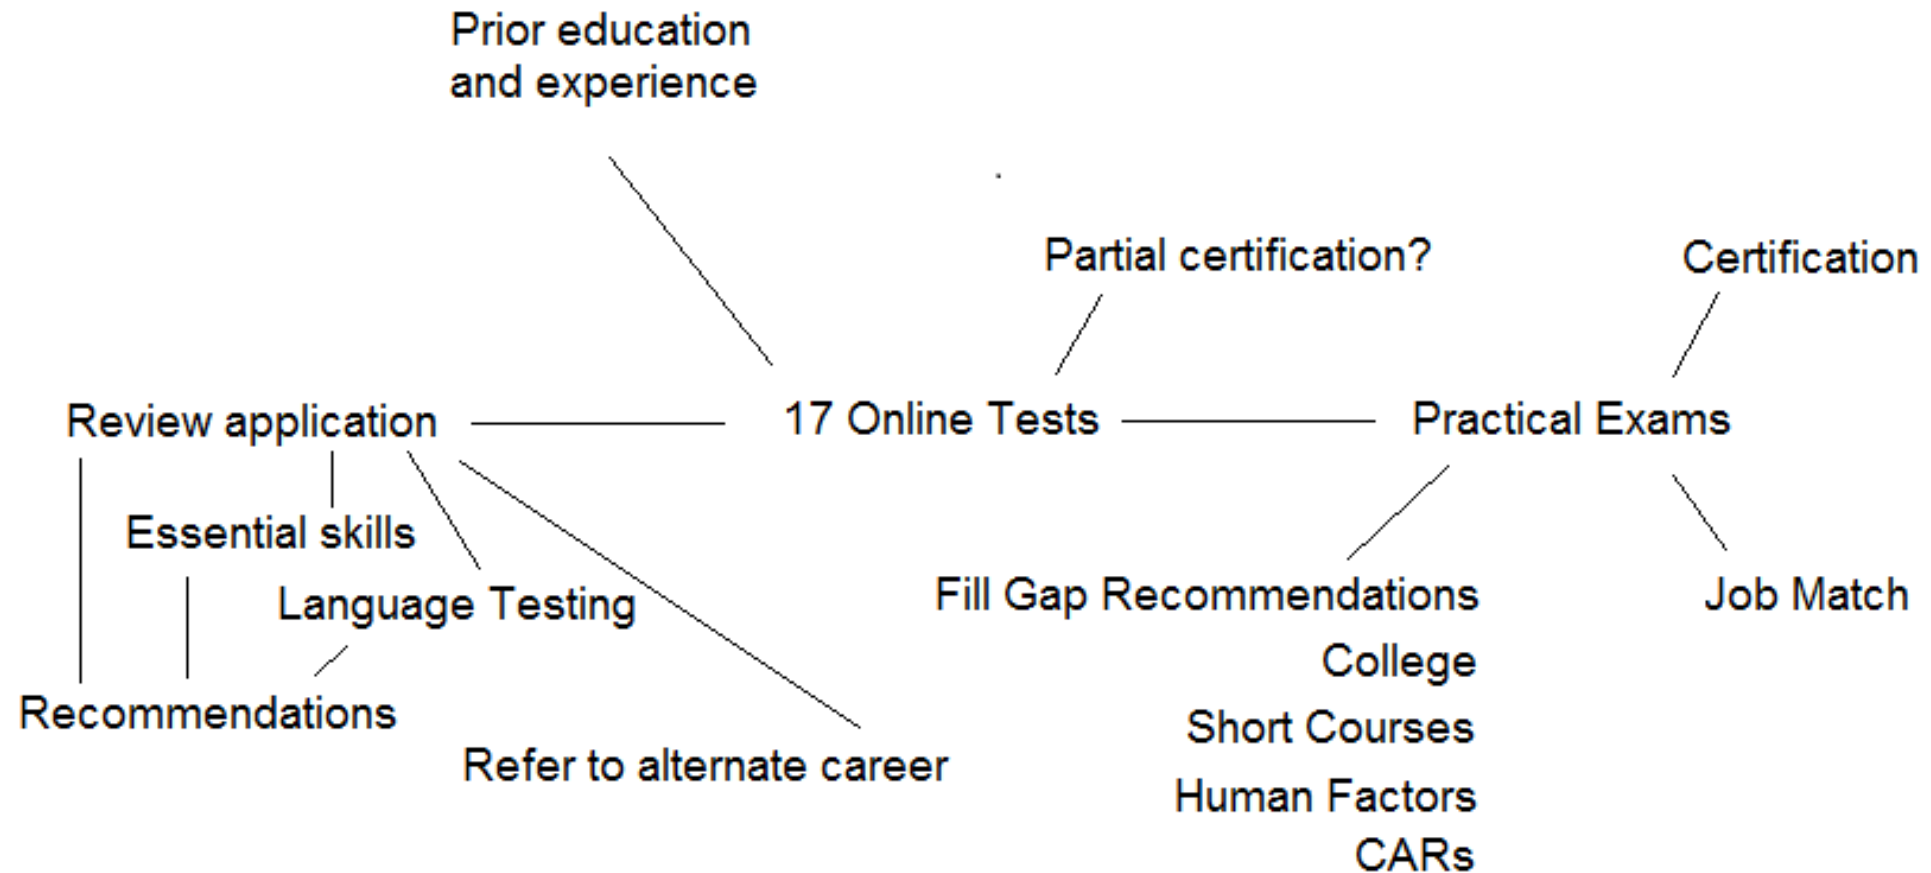 Prior education
and experience
Partial certification?
Certification
Review application
17 Online Tests
Practical Exams
Essential skills
Language Testing
Recommendations
Refer to alternate career
Fill Gap Recommendations
College
Short Courses
Human Factors
CARs
Job Match